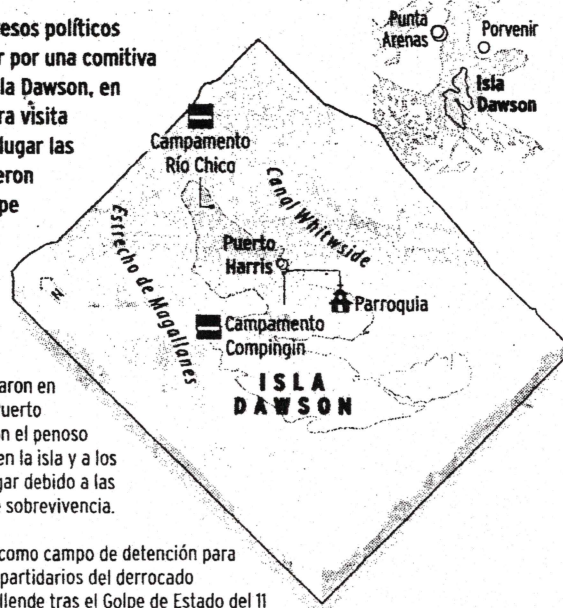 esos políticos
r por una comitiva
la Dawson, en
ra visita
lugar las
eron
pe
Punta
Arenas
Porvenir
Isla
Dawson
Campamento
Río Chico
Canal Whitwside
Estrecho de Magallanes
Puerto
Harris
Parroquia
Campamento
Compingin
ISLA
DAWSON
N
aron en
uerto
n el penoso
en la isla y a los
gar debido a las
e sobrevivencia.
como campo de detención para
partidarios del derrocado
llende tras el Golpe de Estado del 11